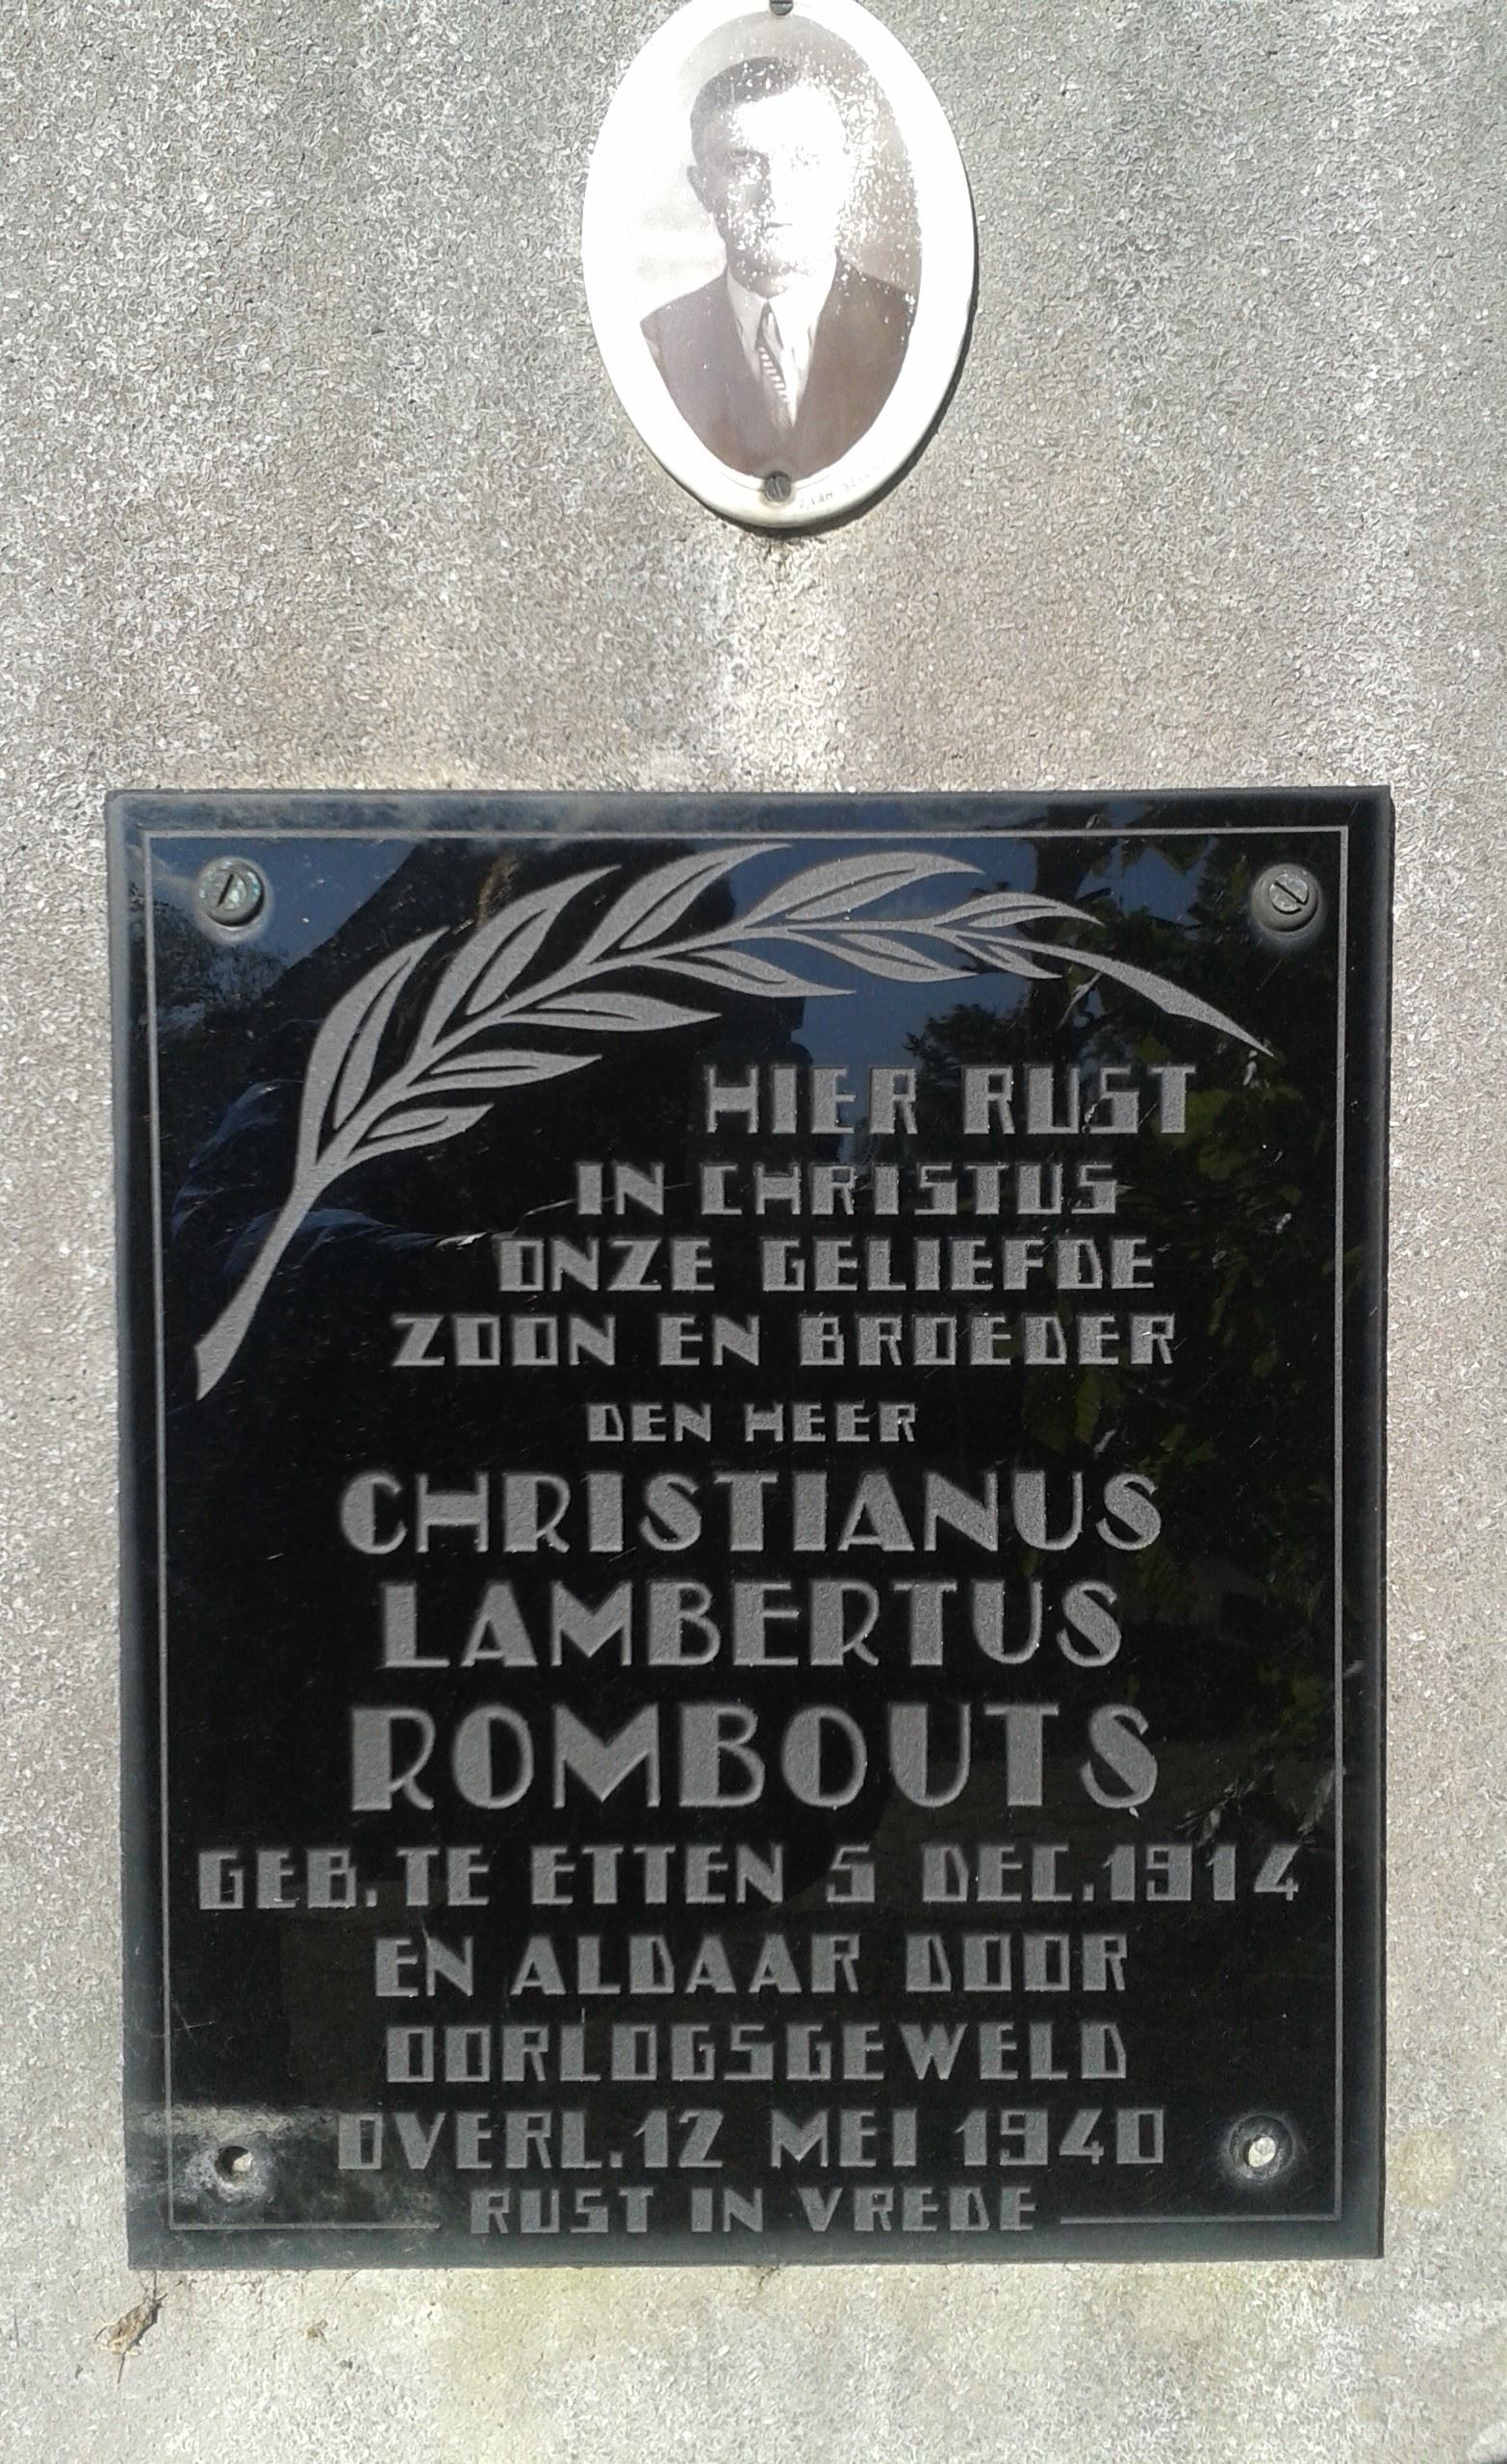 HIER RUST
IN CHRISTUS
ONZE GELIEFDE
ZOON EN BROEDER
DEN HEER
CHRISTIANUS
LAMBERTUS
ROMBOUTS
GEB. TE ETTEN 5 DEC. 1914
EN ALDAAR DOOR
OORLOGSGEWELD
OVERL. 12 MEI 1940
RUST IN VREDE